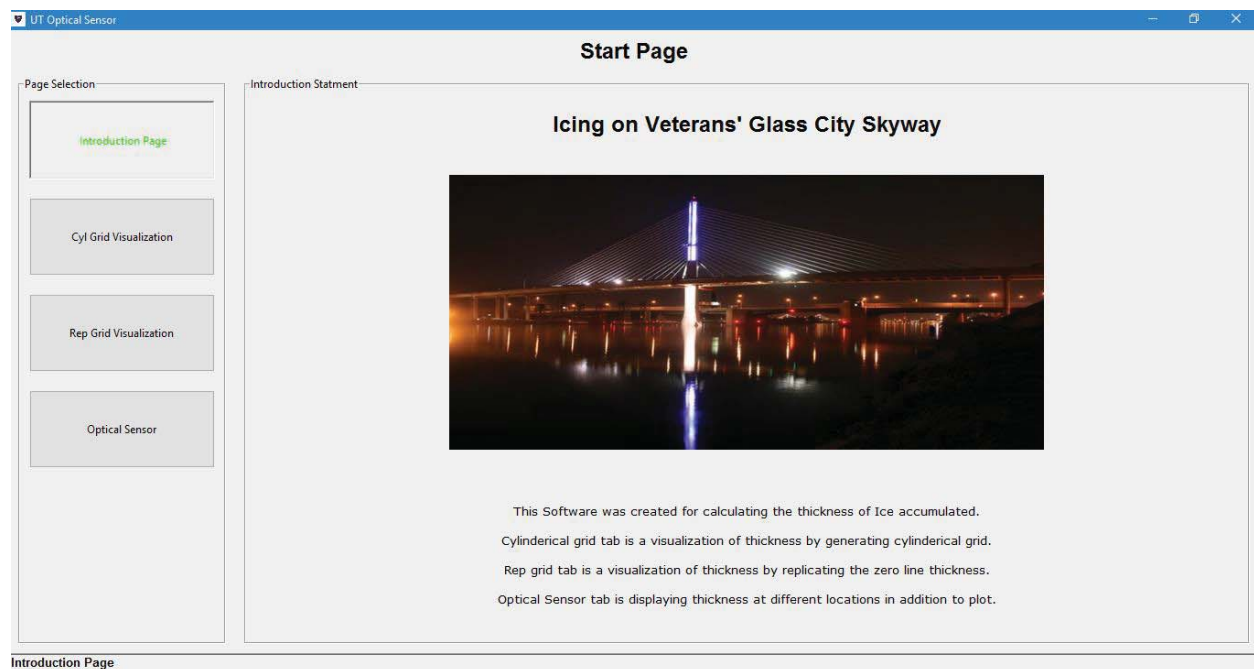 UT Optical Sensor
Start Page
Page Selection
Introduction Page
Cyl Grid Visualization
Rep Grid Visualization
Optical Sensor
Introduction Statment
Icing on Veterans' Glass City Skyway
This Software was created for calculating the thickness of Ice accumulated.
Cylinderical grid tab is a visualization of thickness by generating cylinderical grid.
Rep grid tab is a visualization of thickness by replicating the zero line thickness.
Optical Sensor tab is displaying thickness at different locations in addition to plot.
Introduction Page